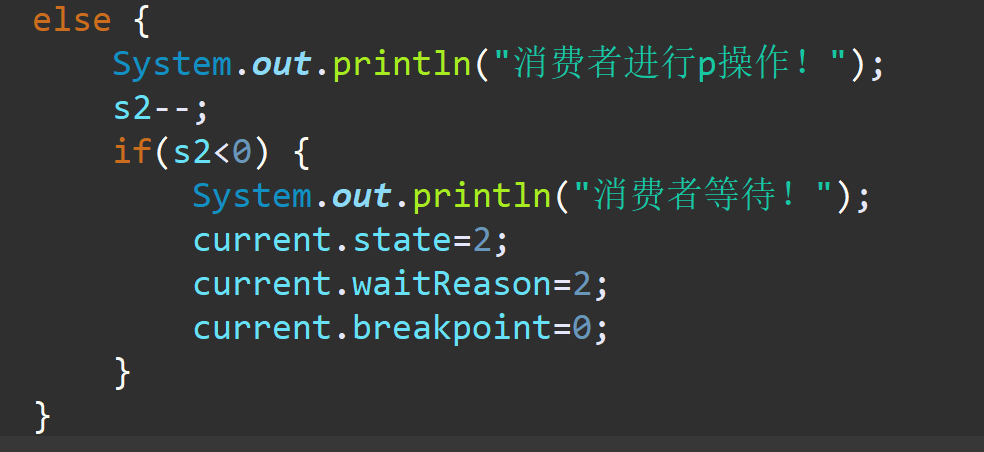 else {
System.out.println("消费者进行p操作！");
s2--;
if(s2<0) {
System.out.println("消费者等待！");
current.state=2;
current.waitReason=2;
current.breakpoint=0;
}
}